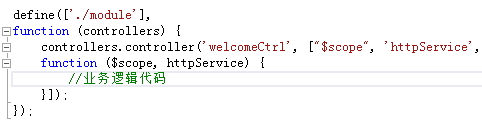 define(['./module'],
function (controllers) {
controllers.controller('welcomeCtrl', ["$scope", 'httpService',
function ($scope, httpService) {
//业务逻辑代码
}]);
});